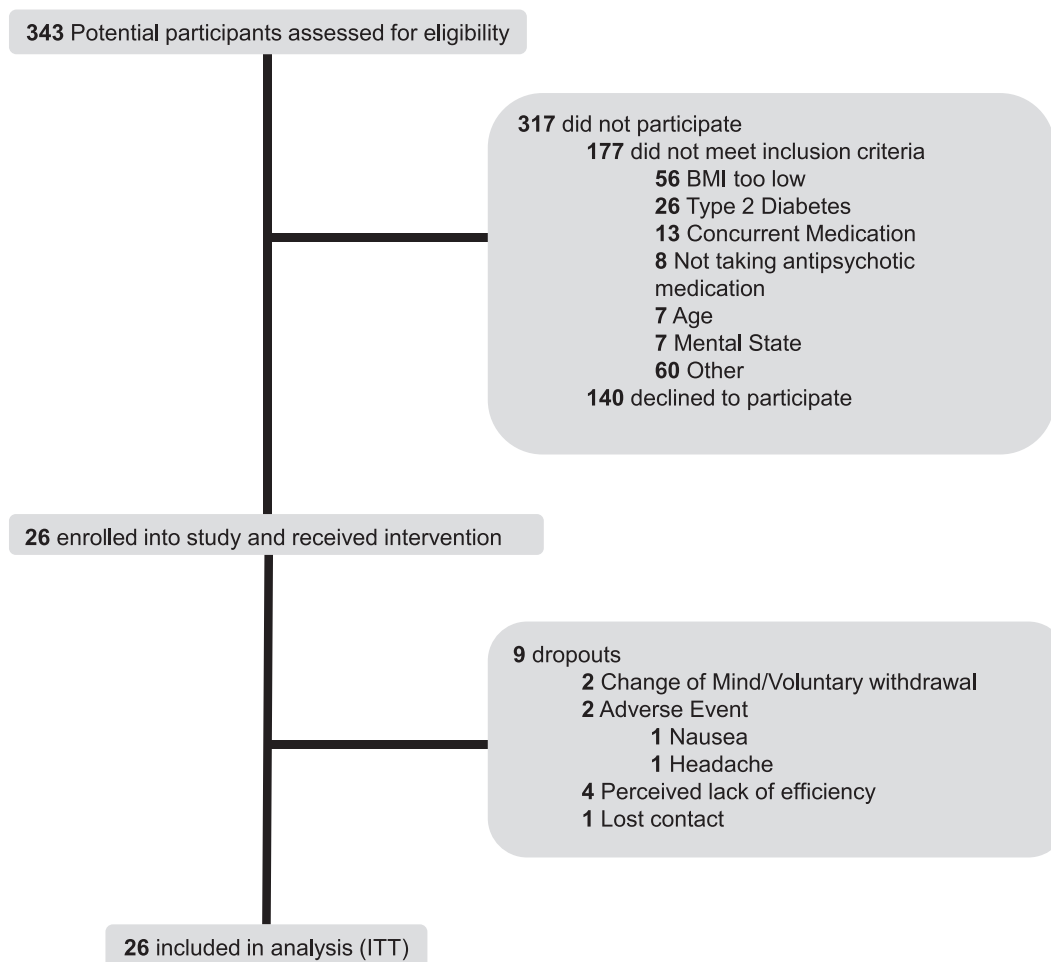 343 Potential participants assessed for eligibility
317 did not participate
177 did not meet inclusion criteria
56 BMI too low
26 Type 2 Diabetes
13 Concurrent Medication
8 Not taking antipsychotic
medication
7 Age
7 Mental State
60 Other
140 declined to participate
26 enrolled into study and received intervention
9 dropouts
2 Change of Mind/Voluntary withdrawal
2 Adverse Event
1 Nausea
1 Headache
4 Perceived lack of efficiency
1 Lost contact
26 included in analysis (ITT)